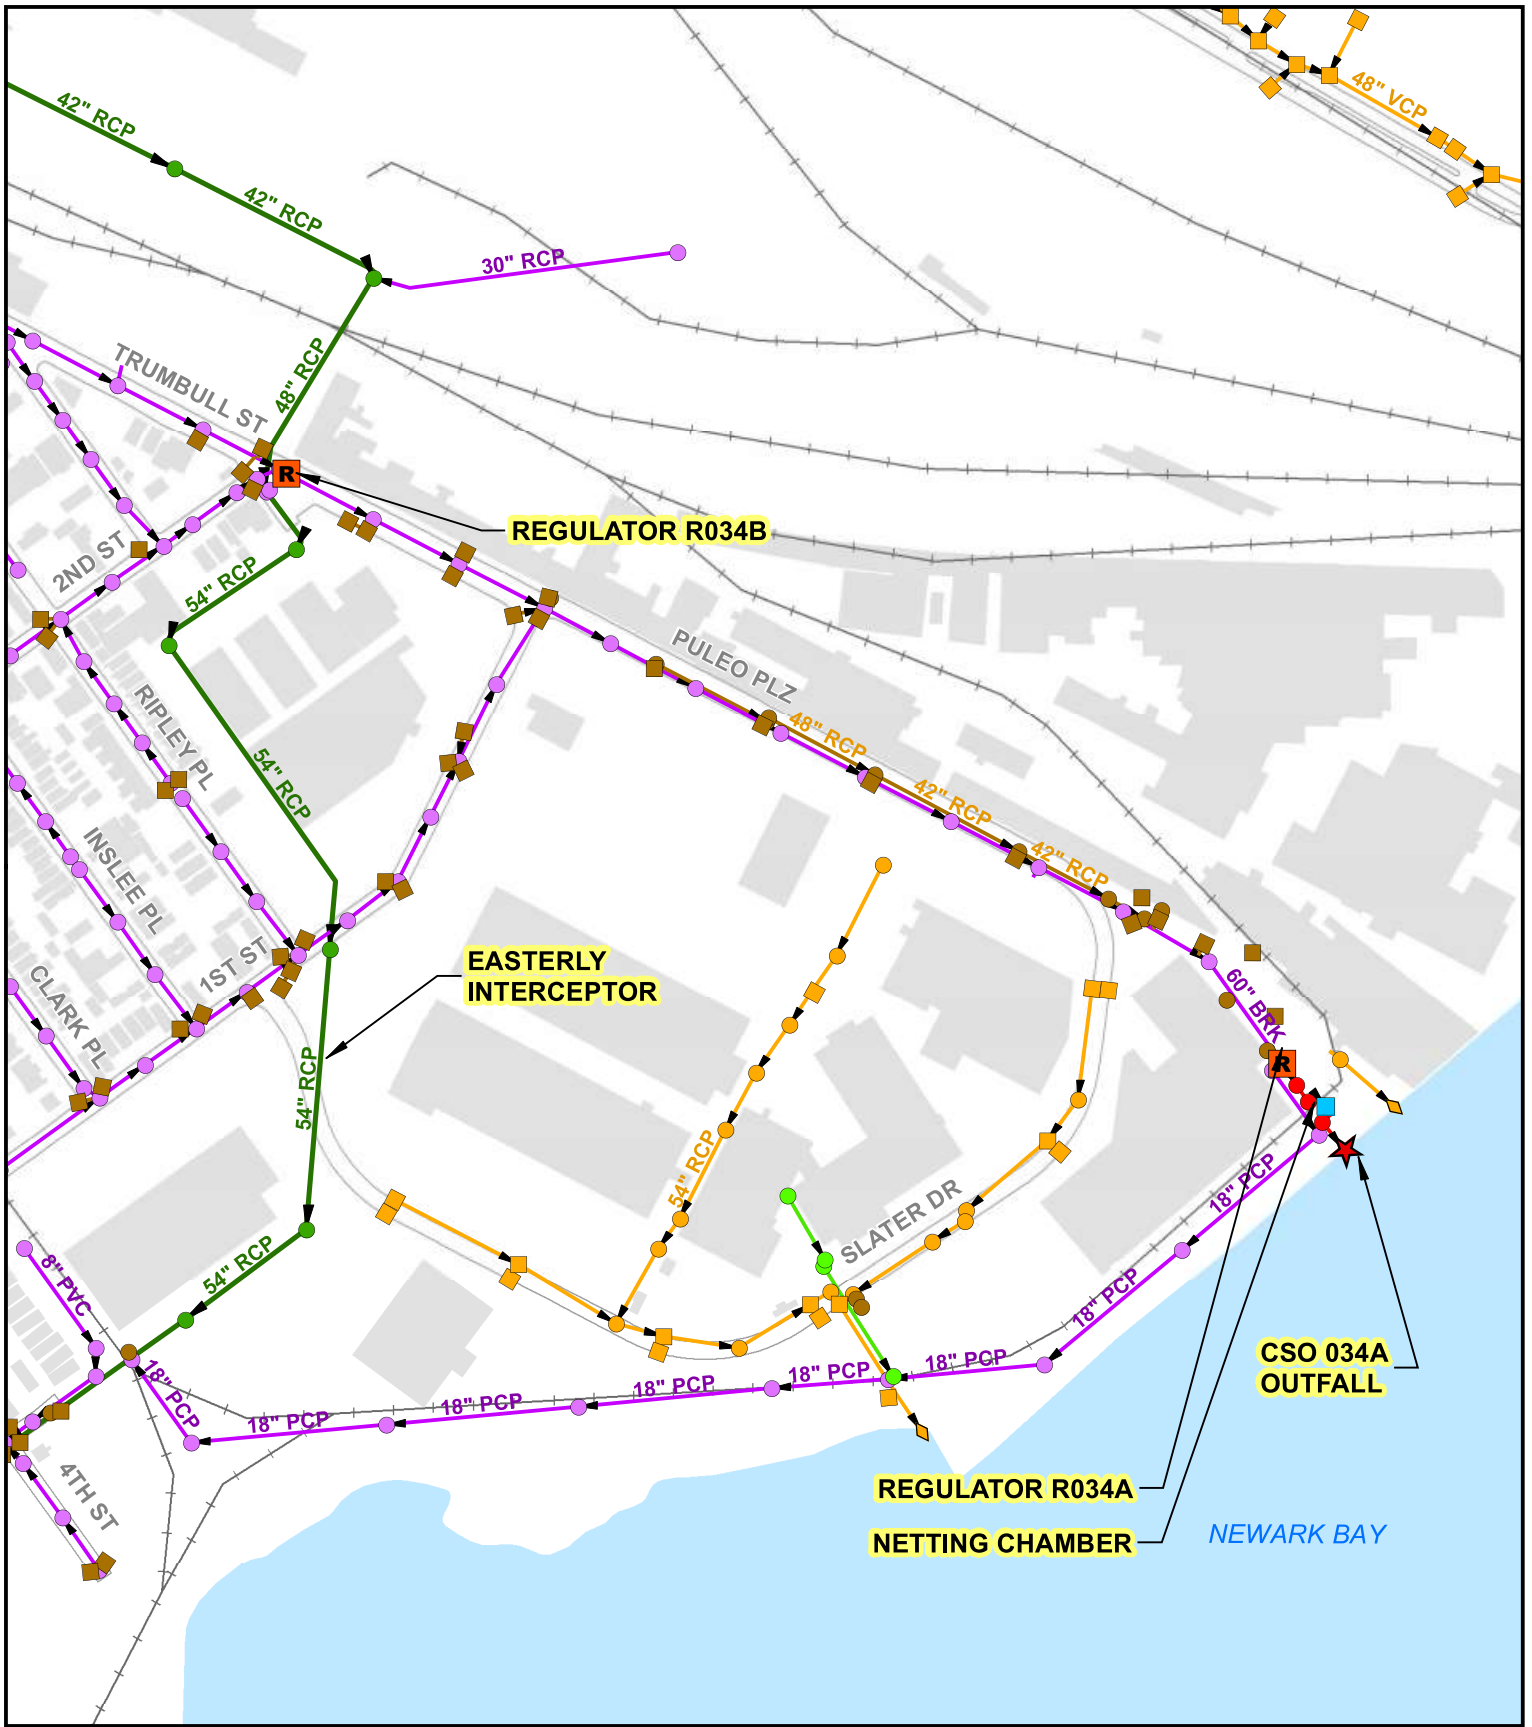 48" VCP
42" RCP
42" RCP
30" RCP
48" RCP
TRUMBULL ST
R
REGULATOR R034B
2ND ST
54" RCP
PULEO PLZ
RIPLEY PL
48" RCP
54" RCP
42" RCP
INSLEE PL
42" RCP
1ST ST
EASTERLY
INTERCEPTOR
CLARK PL
60" BRK
R
54" RCP
54" RCP
18" PCP
SLATER DR
54" RCP
8" PVC
18" PCP
CSO 034A
OUTFALL
18" PCP
18" PCP
18" PCP
18" PCP
18" PCP
18" PCP
4TH ST
REGULATOR R034A
NETTING CHAMBER
NEWARK BAY